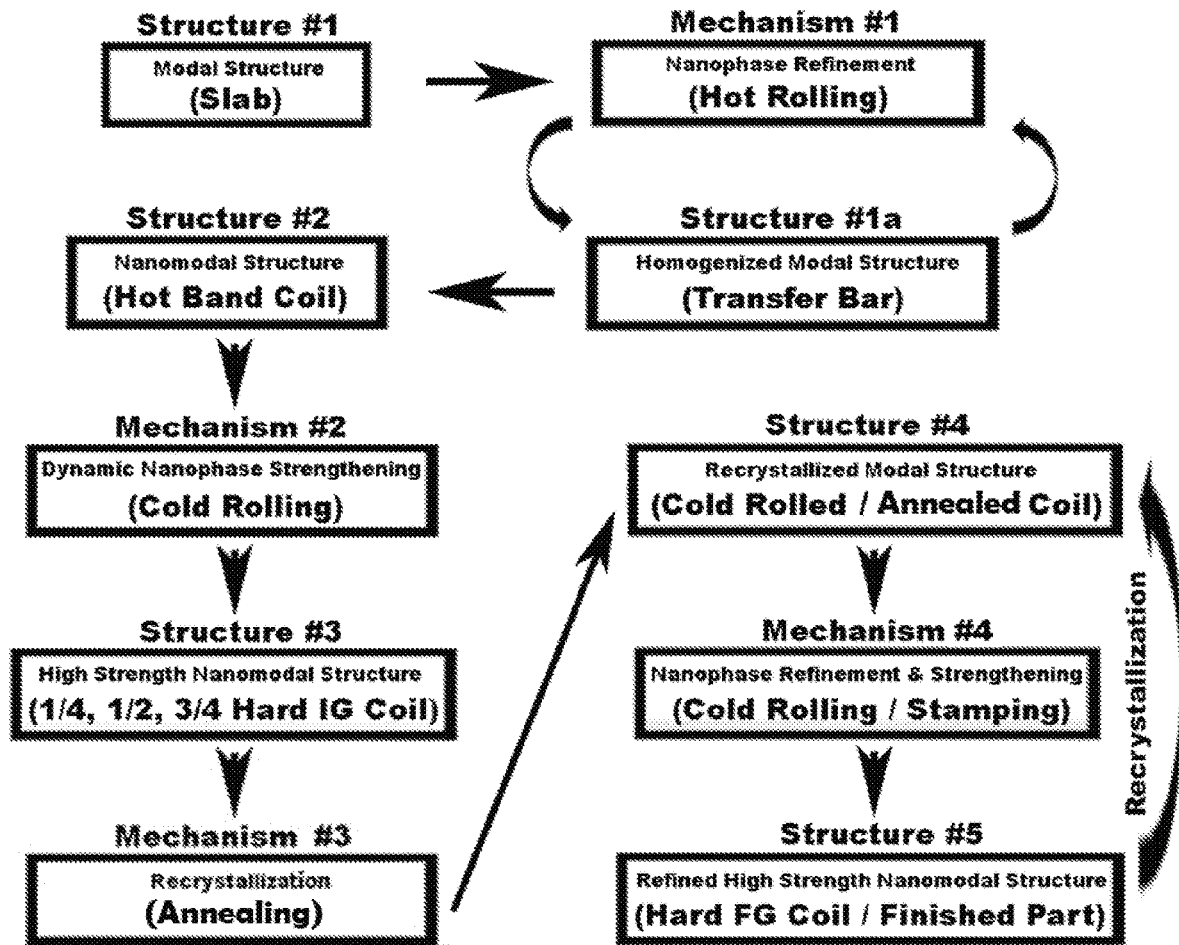 Structure #1
Modal Structure
(Slab)
Mechanism #1
Nanophase Refinement
(Hot Rolling)
Structure #1a
Homogenized Modal Structure
(Transfer Bar)
Structure #2
Nanomodal Structure
(Hot Band Coil)
Mechanism #2
Dynamic Nanophase Strengthening
(Cold Rolling)
Structure #3
High Strength Nanomodal Structure
(1/4, 1/2, 3/4 Hard IG Coil)
Mechanism #3
Recrystallization
(Annealing)
Structure #4
Recrystallized Modal Structure
(Cold Rolled / Annealed Coil)
Mechanism #4
Nanophase Refinement & Strengthening
(Cold Rolling / Stamping)
Structure #5
Refined High Strength Nanomodal Structure
(Hard FG Coil / Finished Part)
Recrystallization